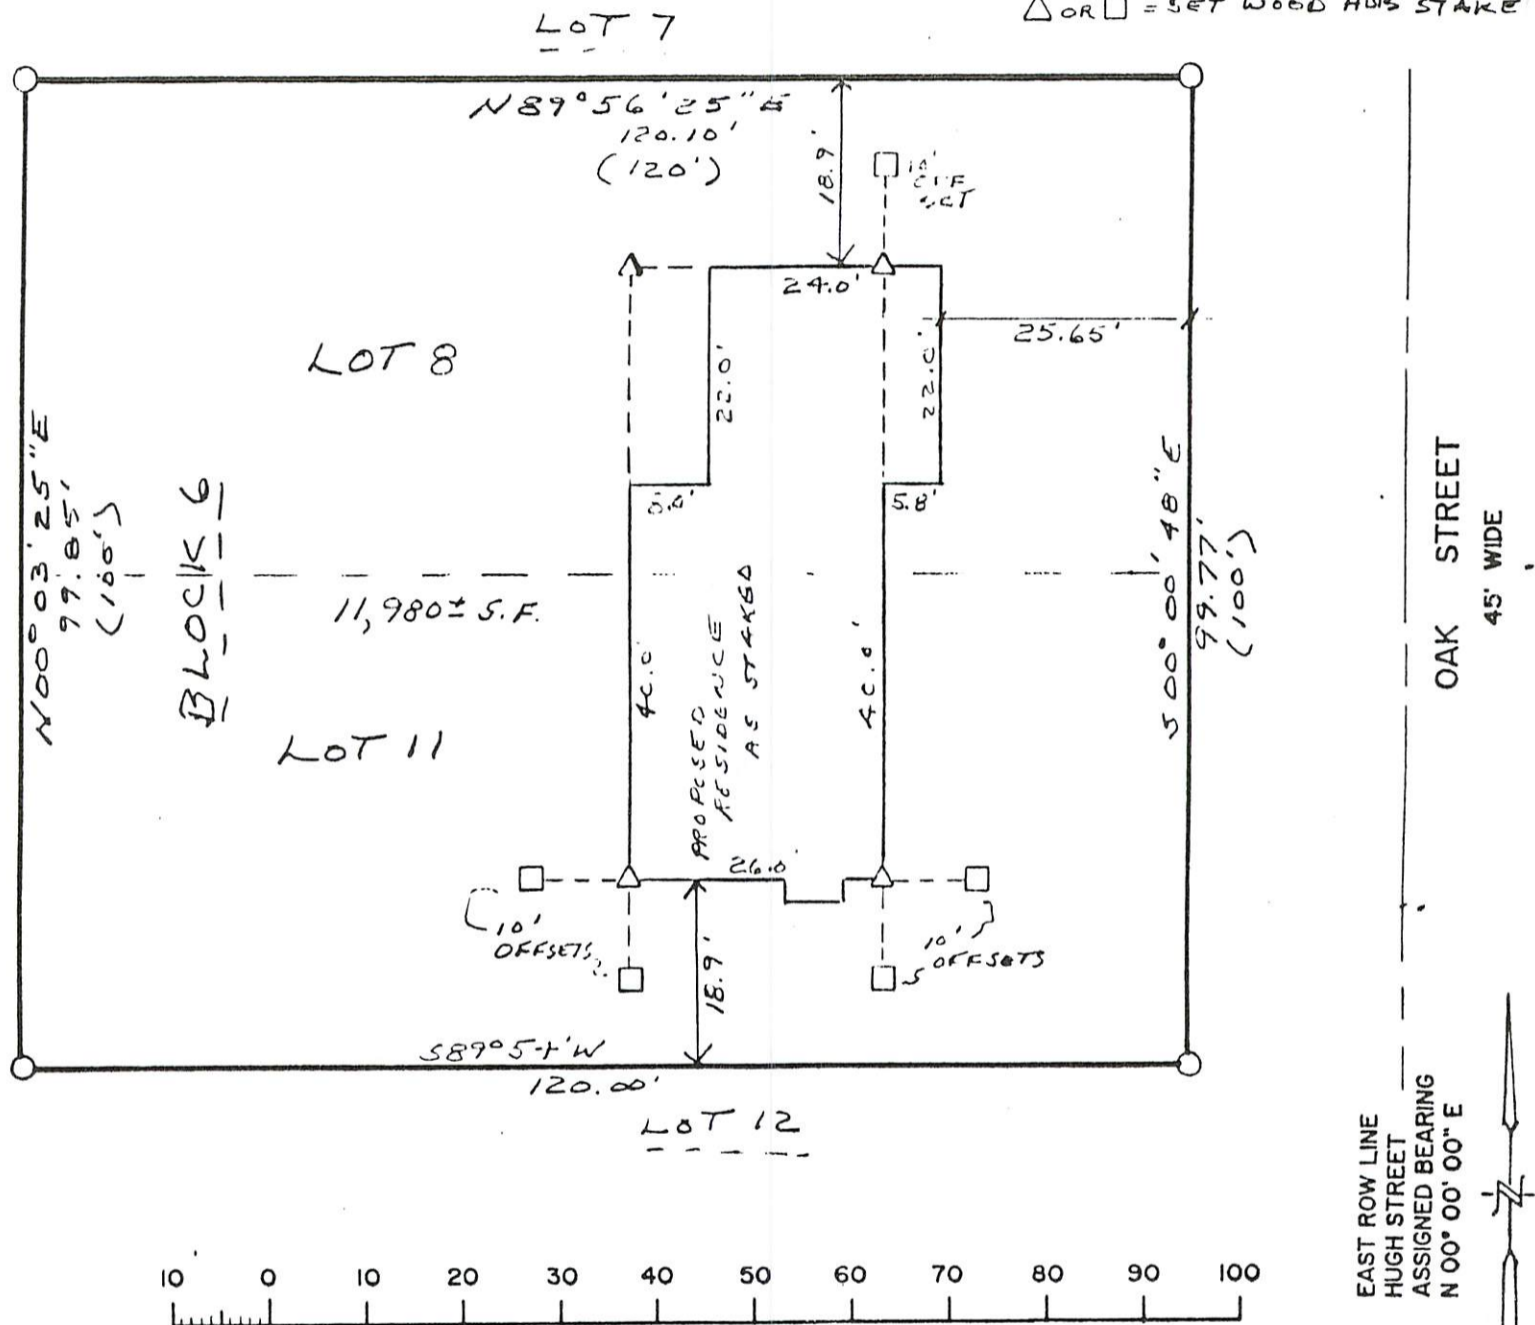 △ OR □ = SET WOOD HUB STAKE
LOT 7
N89°56'25"E
120.10'
(120')
18.9'
10'
OFF
SET
24.0'
25.65'
LOT 8
22.0'
22.0'
5.8'
N00°03'25"E
99.85'
(100')
BLOCK 6
11,980± S.F.
LOT 11
40.0'
40.0'
PROPOSED
RESIDENCE
AS STAKED
S00°00'48"E
99.77'
(100')
OAK STREET
45' WIDE
26.0'
10'
OFFSETS
10'
OFFSETS
18.9'
120.00'
LOT 12
EAST ROW LINE
HUGH STREET
ASSIGNED BEARING
N 00° 00' 00" E
N
10 0 10 20 30 40 50 60 70 80 90 100